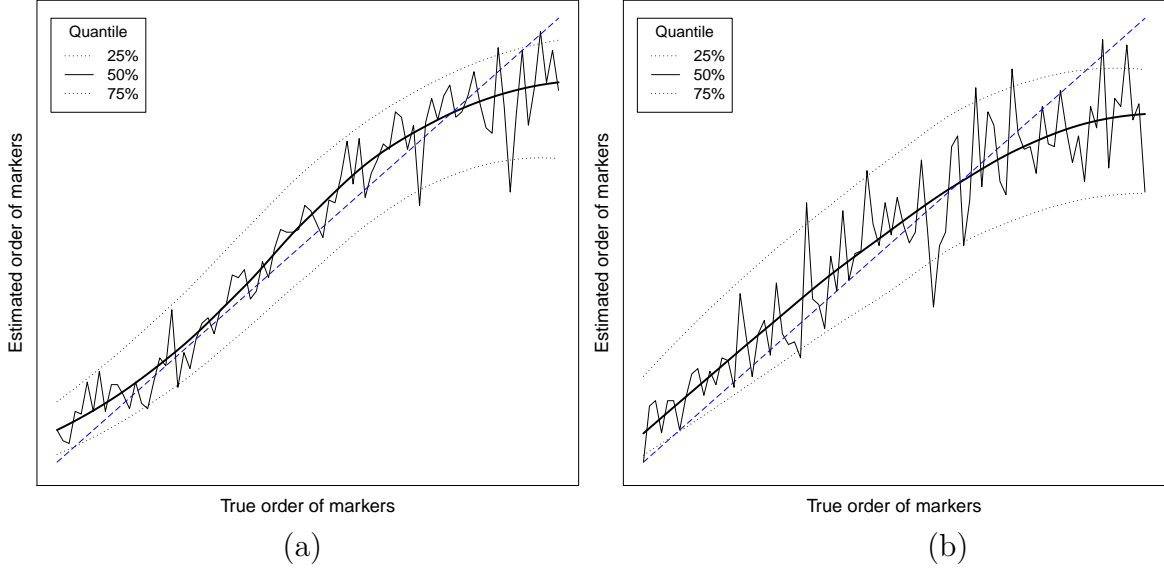 Quantile
25%
50%
75%
Estimated order of markers
True order of markers
(a)
Quantile
25%
50%
75%
Estimated order of markers
True order of markers
(b)